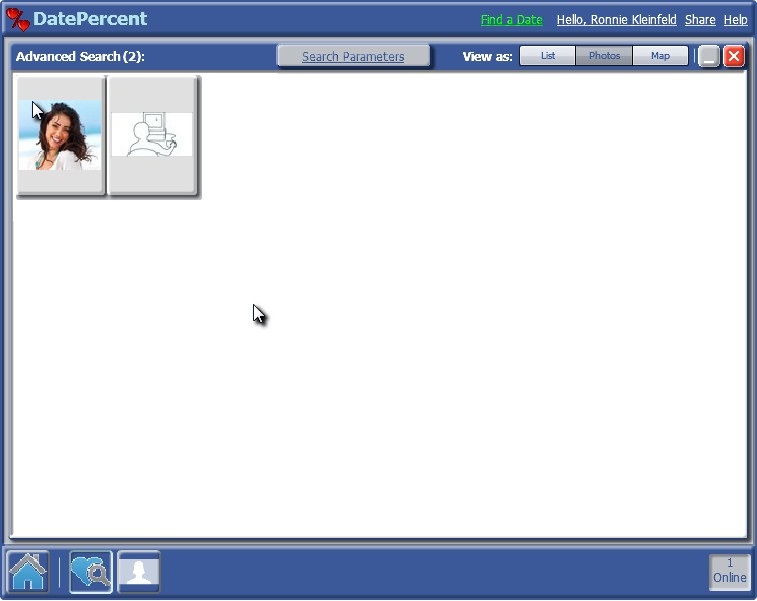 DatePercent
Find a Date Hello, Ronnie Kleinfeld Share Help
Advanced Search (2): Search Parameters View as: List Photos Map
1
Online